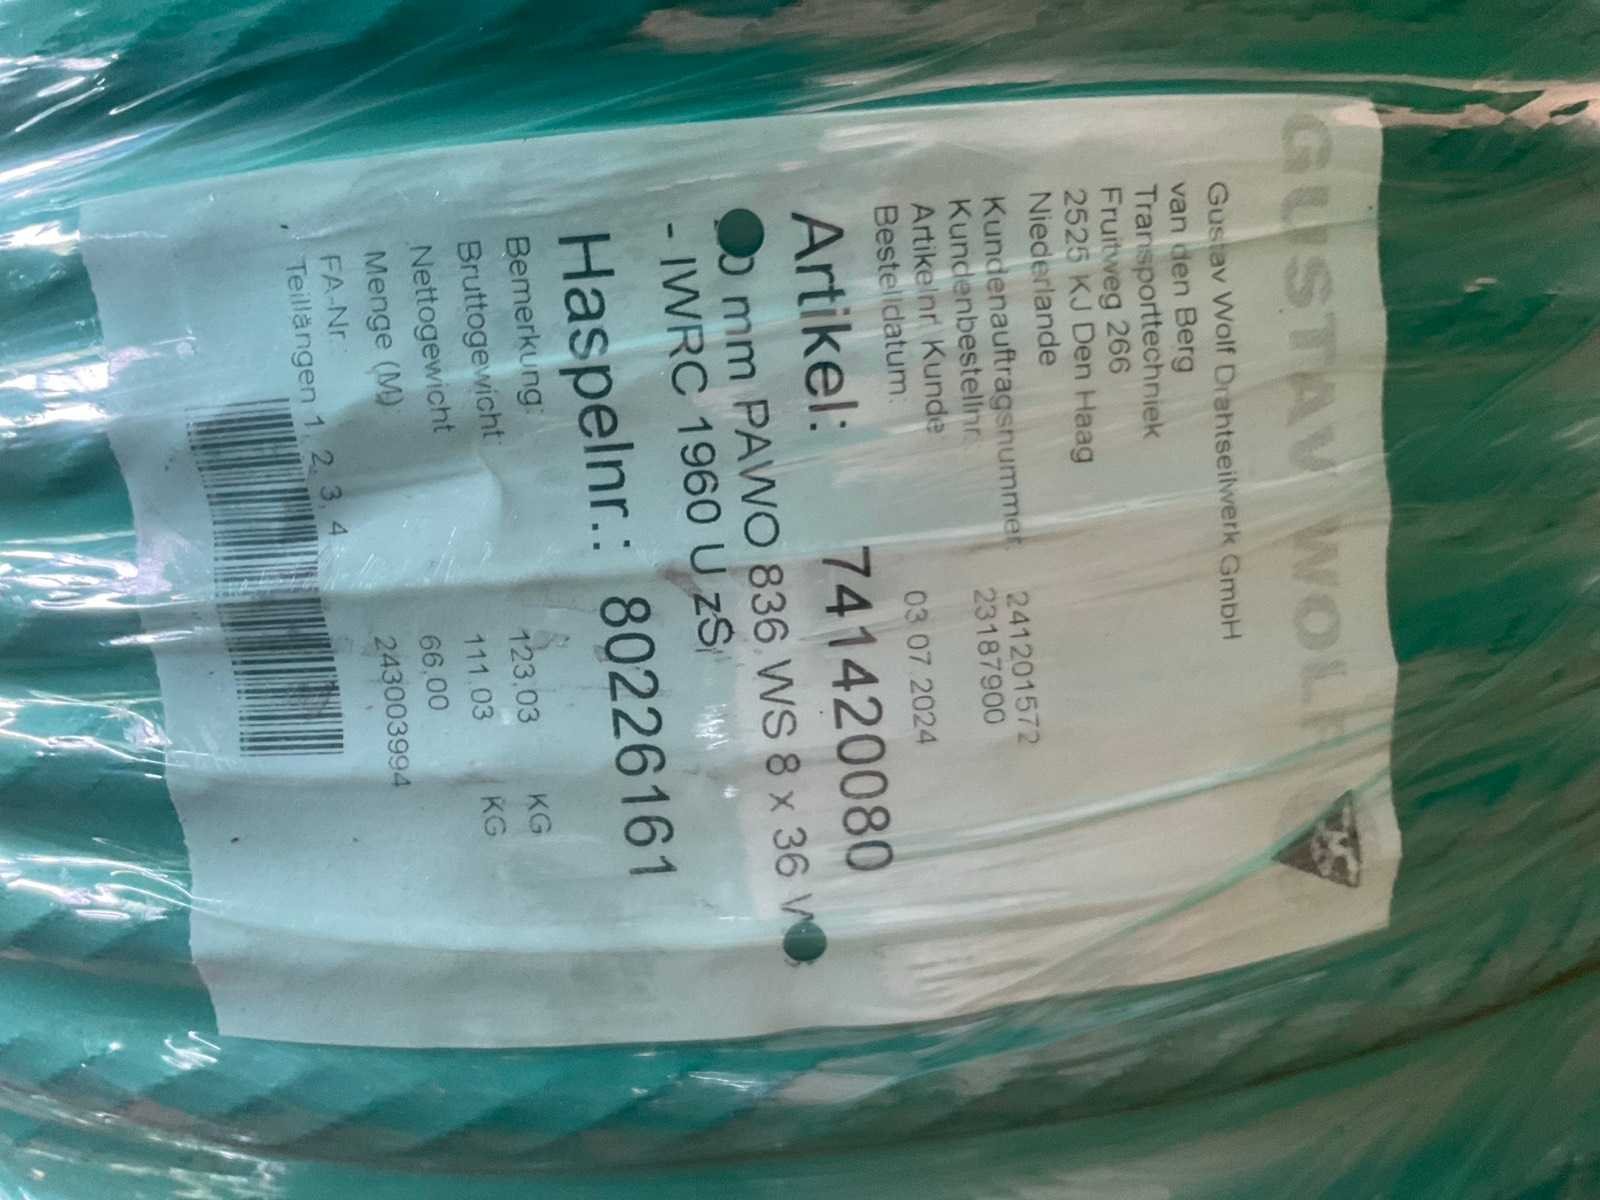 GUSTAV WOLF
Gustav Wolf Drahtseilwerk GmbH
van den Berg
Transporttechniek
Fruitweg 266
2525 KJ Den Haag
Niederlande
Kundenauftragsnummer: 241201572
Kundenbestellnr. 23187900
Artikelnr. Kunde
Bestelldatum: 03.07.2024
Artikel: 7414420080
mm PAWO 836 WS 8 x 36
- IWRC 1960 U zS
Haspelnr.: 80226161
Bemerkung:
Bruttogewicht: 123,03 KG
Nettogewicht 111,03 KG
Menge (M): 66,00
FA-Nr.: 243003994
Teillängen 1, 2, 3, 4